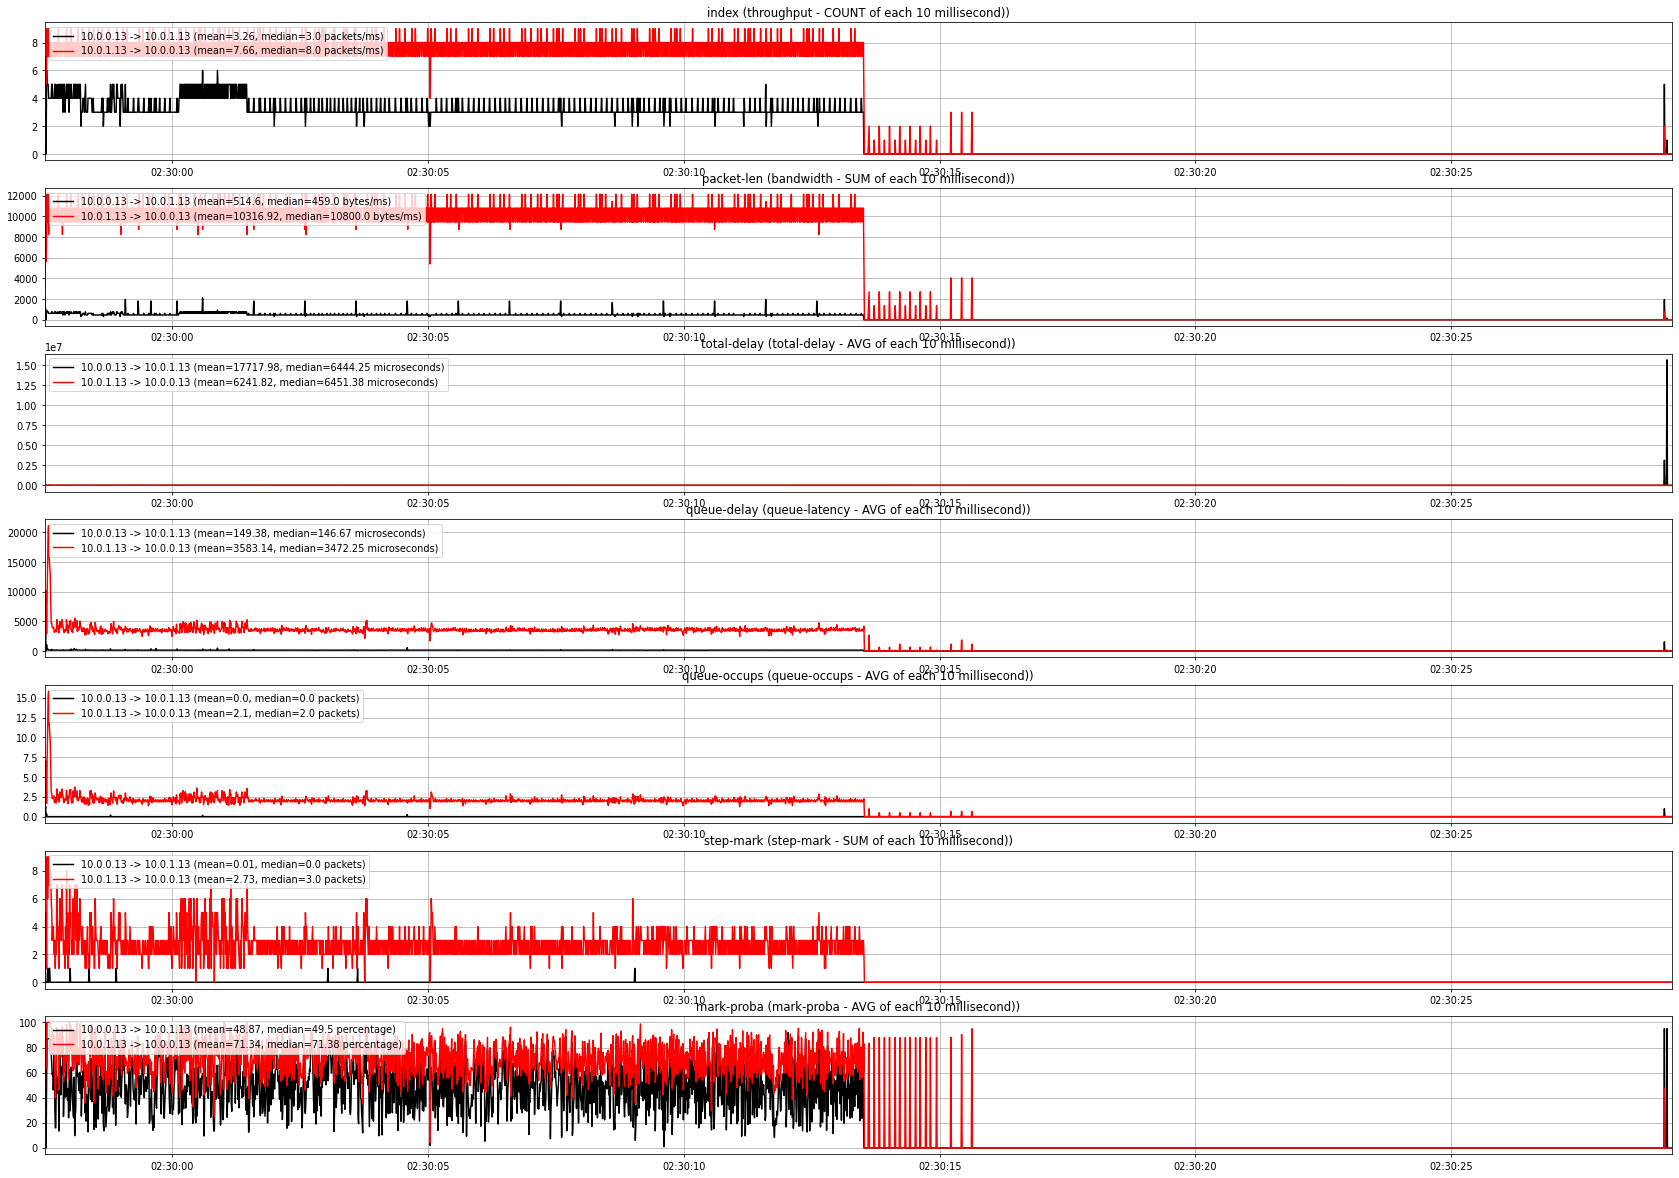 index (throughput - COUNT of each 10 millisecond))
10.0.0.13 -> 10.0.1.13 (mean=3.26, median=3.0 packets/ms)
10.0.1.13 -> 10.0.0.13 (mean=7.66, median=8.0 packets/ms)
8
6
4
2
0
02:30:00 02:30:05 02:30:10 02:30:15 02:30:20 02:30:25
packet-len (bandwidth - SUM of each 10 millisecond))
10.0.0.13 -> 10.0.1.13 (mean=514.6, median=459.0 bytes/ms)
10.0.1.13 -> 10.0.0.13 (mean=10316.92, median=10800.0 bytes/ms)
12000
10000
8000
6000
4000
2000
0
02:30:00 02:30:05 02:30:10 02:30:15 02:30:20 02:30:25
total-delay (total-delay - AVG of each 10 millisecond))
1e7
10.0.0.13 -> 10.0.1.13 (mean=17717.98, median=6444.25 microseconds)
10.0.1.13 -> 10.0.0.13 (mean=6241.82, median=6451.38 microseconds)
1.50
1.25
1.00
0.75
0.50
0.25
0.00
02:30:00 02:30:05 02:30:10 02:30:15 02:30:20 02:30:25
queue-delay (queue-latency - AVG of each 10 millisecond))
10.0.0.13 -> 10.0.1.13 (mean=149.38, median=146.67 microseconds)
10.0.1.13 -> 10.0.0.13 (mean=3583.14, median=3472.25 microseconds)
20000
15000
10000
5000
0
02:30:00 02:30:05 02:30:10 02:30:15 02:30:20 02:30:25
queue-occups (queue-occups - AVG of each 10 millisecond))
10.0.0.13 -> 10.0.1.13 (mean=0.0, median=0.0 packets)
10.0.1.13 -> 10.0.0.13 (mean=2.1, median=2.0 packets)
15.0
12.5
10.0
7.5
5.0
2.5
0.0
02:30:00 02:30:05 02:30:10 02:30:15 02:30:20 02:30:25
step-mark (step-mark - SUM of each 10 millisecond))
10.0.0.13 -> 10.0.1.13 (mean=0.01, median=0.0 packets)
10.0.1.13 -> 10.0.0.13 (mean=2.73, median=3.0 packets)
8
6
4
2
0
02:30:00 02:30:05 02:30:10 02:30:15 02:30:20 02:30:25
mark-proba (mark-proba - AVG of each 10 millisecond))
10.0.0.13 -> 10.0.1.13 (mean=48.87, median=49.5 percentage)
10.0.1.13 -> 10.0.0.13 (mean=71.34, median=71.38 percentage)
100
80
60
40
20
0
02:30:00 02:30:05 02:30:10 02:30:15 02:30:20 02:30:25